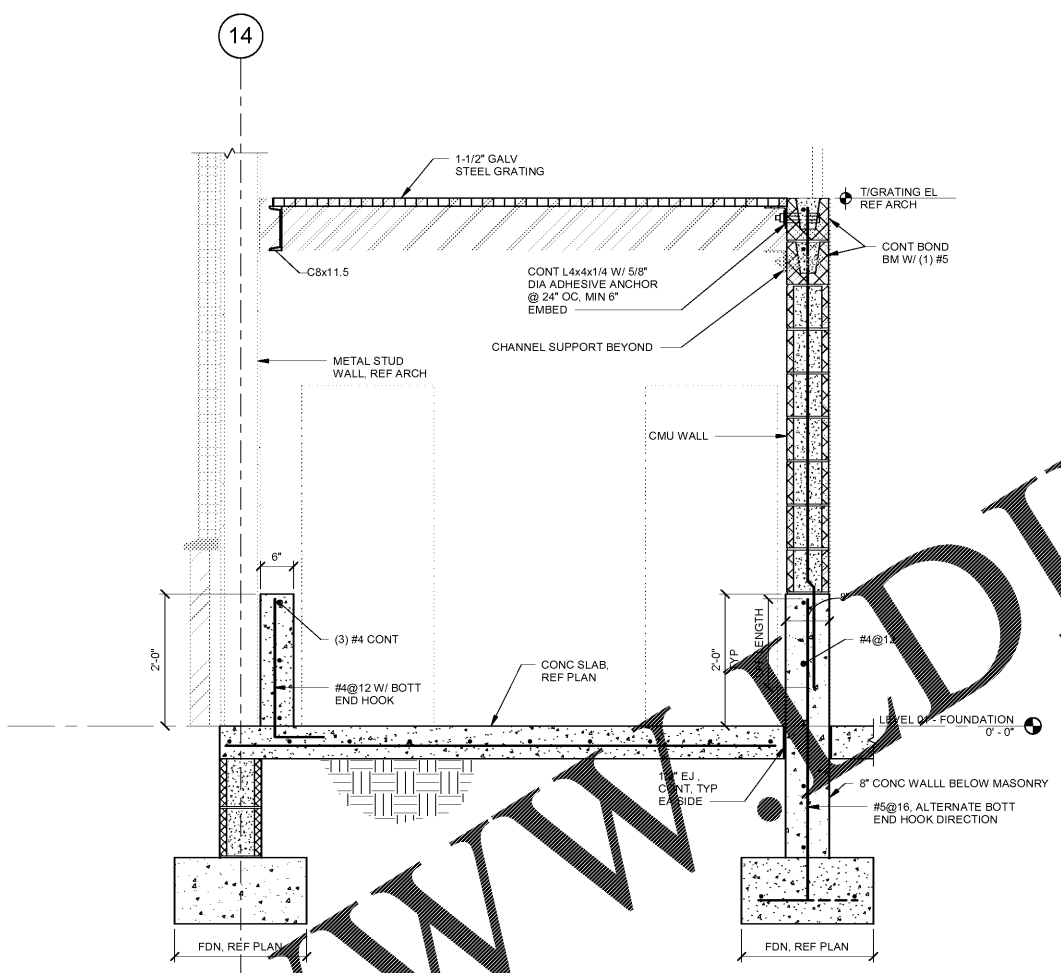 14
1-1/2" GALV
STEEL GRATING
T/GRATING EL
REF ARCH
CONT BOND
BM W/ (1) #5
C8x11.5
CONT L4x4x1/4 W/ 5/8"
DIA ADHESIVE ANCHOR
@ 24" OC, MIN 6"
EMBED
CHANNEL SUPPORT BEYOND
METAL STUD
WALL, REF ARCH
CMU WALL
6"
2'-0"
(3) #4 CONT
#4@12 W/ BOTT
END HOOK
CONC SLAB,
REF PLAN
2'-0"
TYP
LENGTH
LEVEL 01 - FOUNDATION
0' - 0"
EJ,
CONT, TYP
EA SIDE
8" CONC WALLL BELOW MASONRY
#5@16, ALTERNATE BOTT
END HOOK DIRECTION
FDN, REF PLAN
FDN, REF PLAN